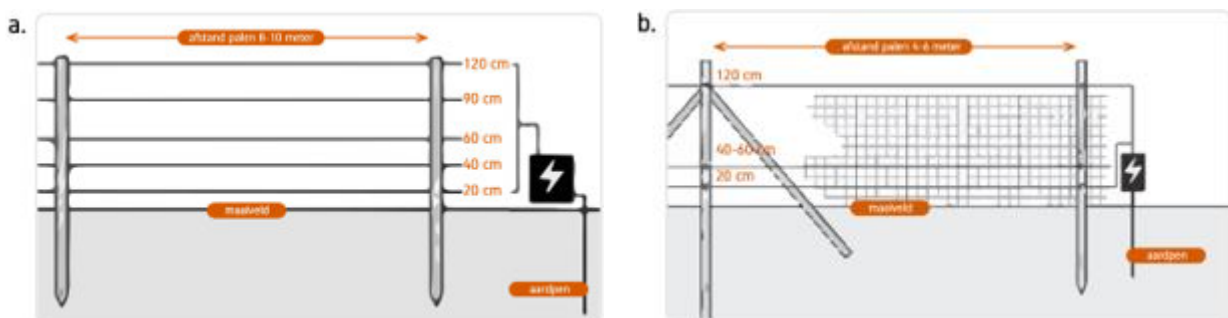 a.
afstand palen 8-10 meter
120 cm
90 cm
60 cm
40 cm
20 cm
maaiveld
aardpen
b.
afstand palen 4-6 meter
120 cm
40-60 cm
20 cm
maaiveld
aardpen